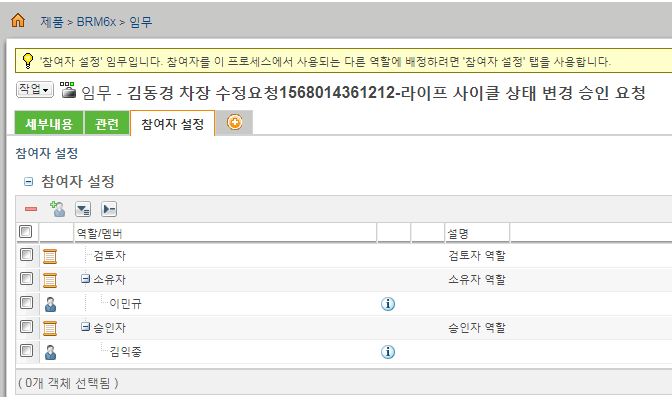 제품 > BRM6x > 임무
'참여자 설정' 임무입니다. 참여자를 이 프로세스에서 사용되는 다른 역할에 배정하려면 '참여자 설정' 탭을 사용합니다.
작업 임무 - 김동경 차장 수정요청1568014361212-라이프 사이클 상태 변경 승인 요청
세부내용 관련 참여자 설정
참여자 설정
참여자 설정
역할/멤버 설명
검토자 검토자 역할
소유자 소유자 역할
이민규
승인자 승인자 역할
김익중
( 0개 객체 선택됨 )